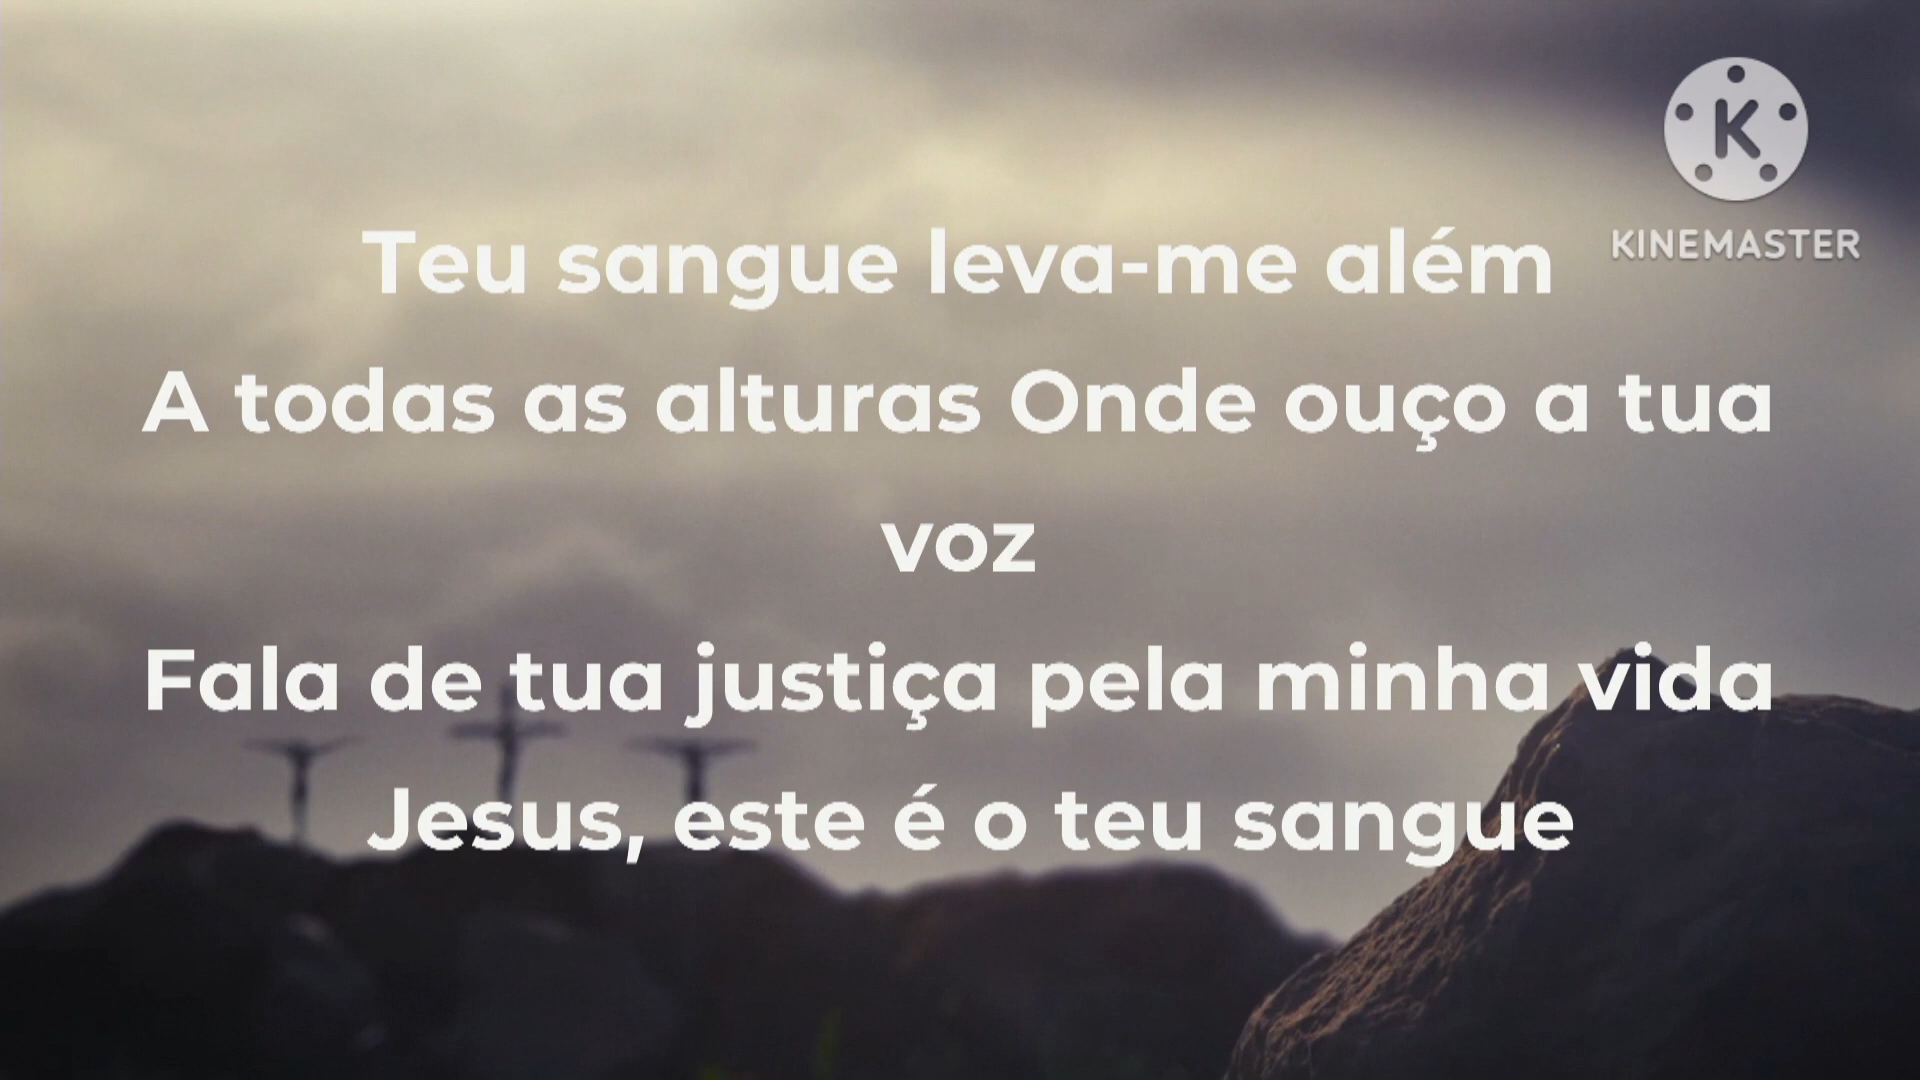 K
KINEMASTER
Teu sangue leva-me além
A todas as alturas Onde ouço a tua
voz
Fala de tua justiça pela minha vida
Jesus, este é o teu sangue